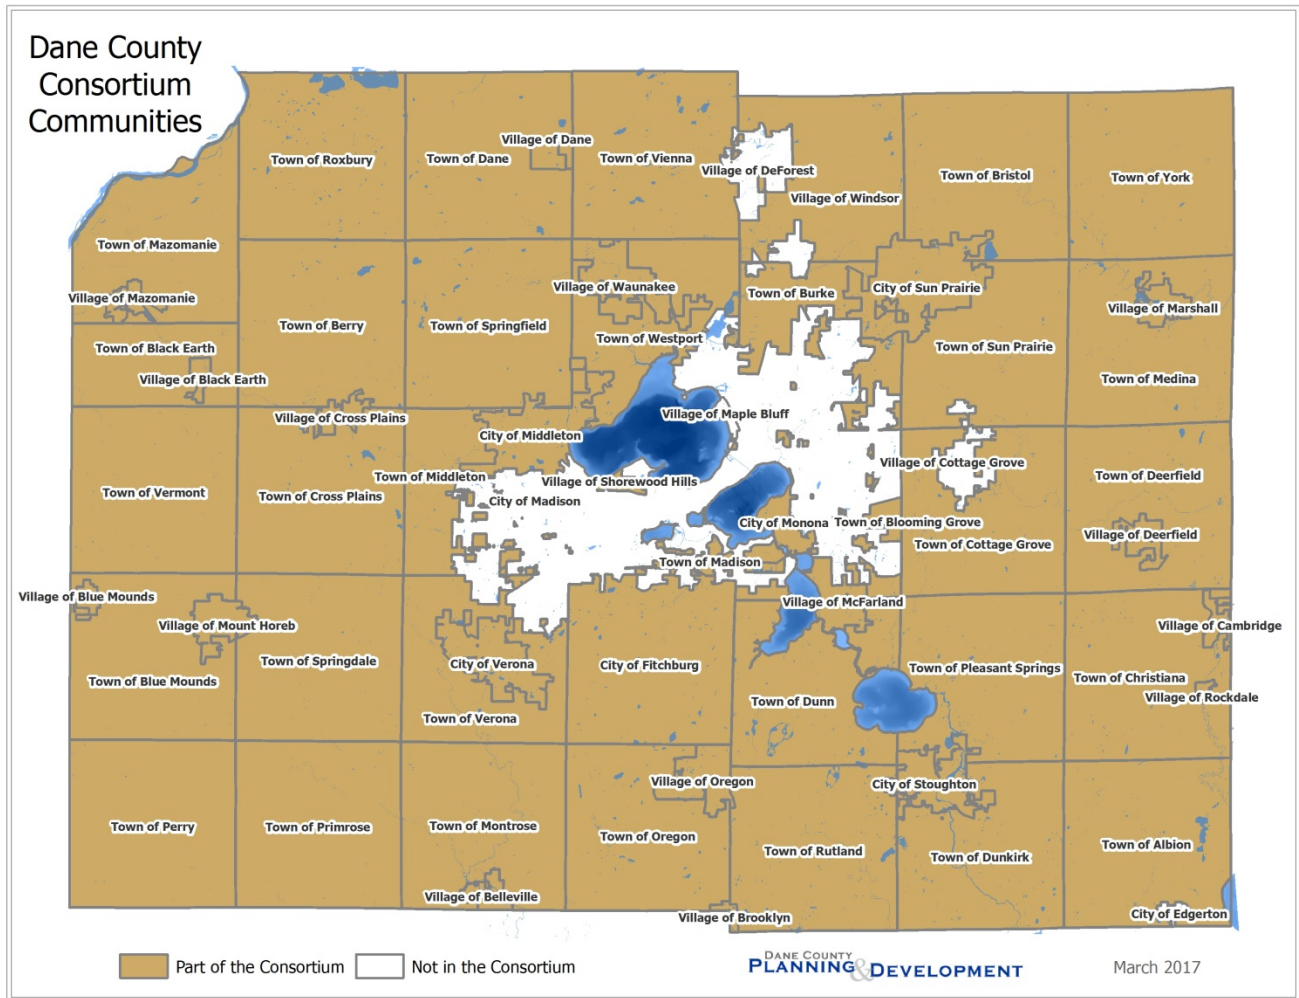 Dane County
Consortium
Communities
Village of Dane
Town of Roxbury
Town of Dane
Town of Vienna
Village of DeForest
Town of Bristol
Town of York
Village of Windsor
Town of Mazomanie
Village of Mazomanie
Village of Waunakee
Town of Burke
City of Sun Prairie
Village of Marshall
Town of Berry
Town of Springfield
Town of Westport
Town of Black Earth
Town of Sun Prairie
Village of Black Earth
Town of Medina
Village of Cross Plains
Village of Maple Bluff
City of Middleton
Village of Cottage Grove
Town of Middleton
Town of Deerfield
Village of Shorewood Hills
Town of Vermont
Town of Cross Plains
City of Madison
City of Monona
Town of Blooming Grove
Village of Deerfield
Town of Cottage Grove
Town of Madison
Village of Blue Mounds
Village of McFarland
Village of Mount Horeb
Village of Cambridge
Town of Springdale
City of Verona
City of Fitchburg
Town of Pleasant Springs
Town of Christiana
Town of Blue Mounds
Village of Rockdale
Town of Dunn
Town of Verona
Village of Oregon
City of Stoughton
Town of Perry
Town of Primrose
Town of Montrose
Town of Oregon
Town of Rutland
Town of Dunkirk
Town of Albion
Village of Belleville
Village of Brooklyn
City of Edgerton
Part of the Consortium
Not in the Consortium
DANE COUNTY
PLANNING & DEVELOPMENT
March 2017